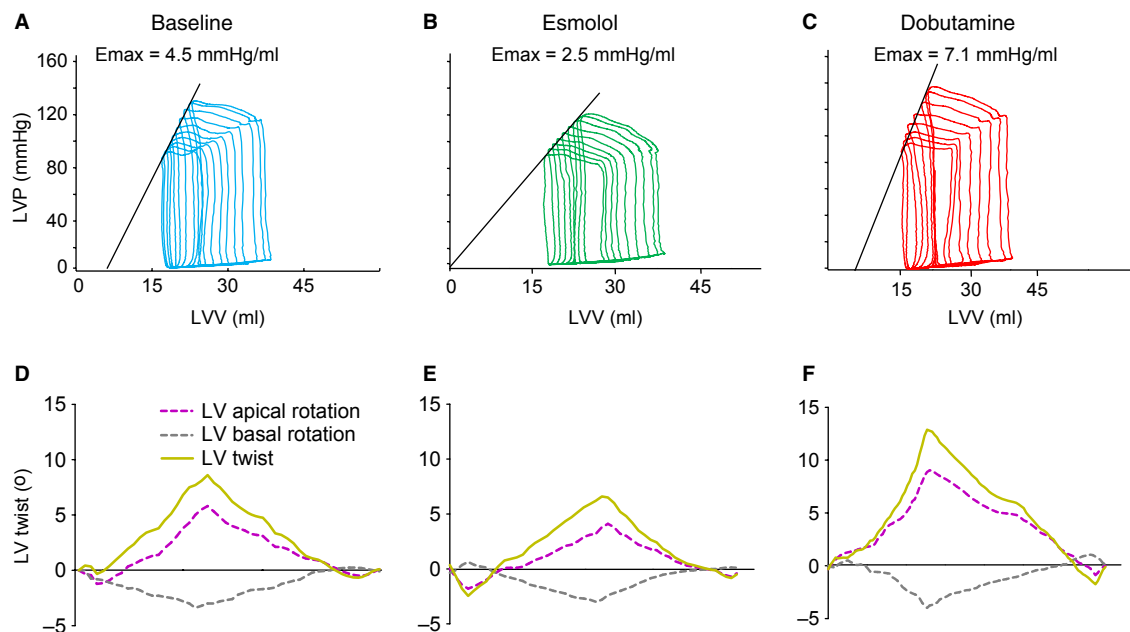 A Baseline
Emax = 4.5 mmHg/ml
160
120
80
40
0
LVP (mmHg)
0 15 30 45
LVV (ml)
B Esmolol
Emax = 2.5 mmHg/ml
0 15 30 45
LVV (ml)
C Dobutamine
Emax = 7.1 mmHg/ml
15 30 45
LVV (ml)
D
15
10
5
0
–5
LV twist (º)
LV apical rotation
LV basal rotation
LV twist
E
15
10
5
0
–5
F
15
10
5
0
–5